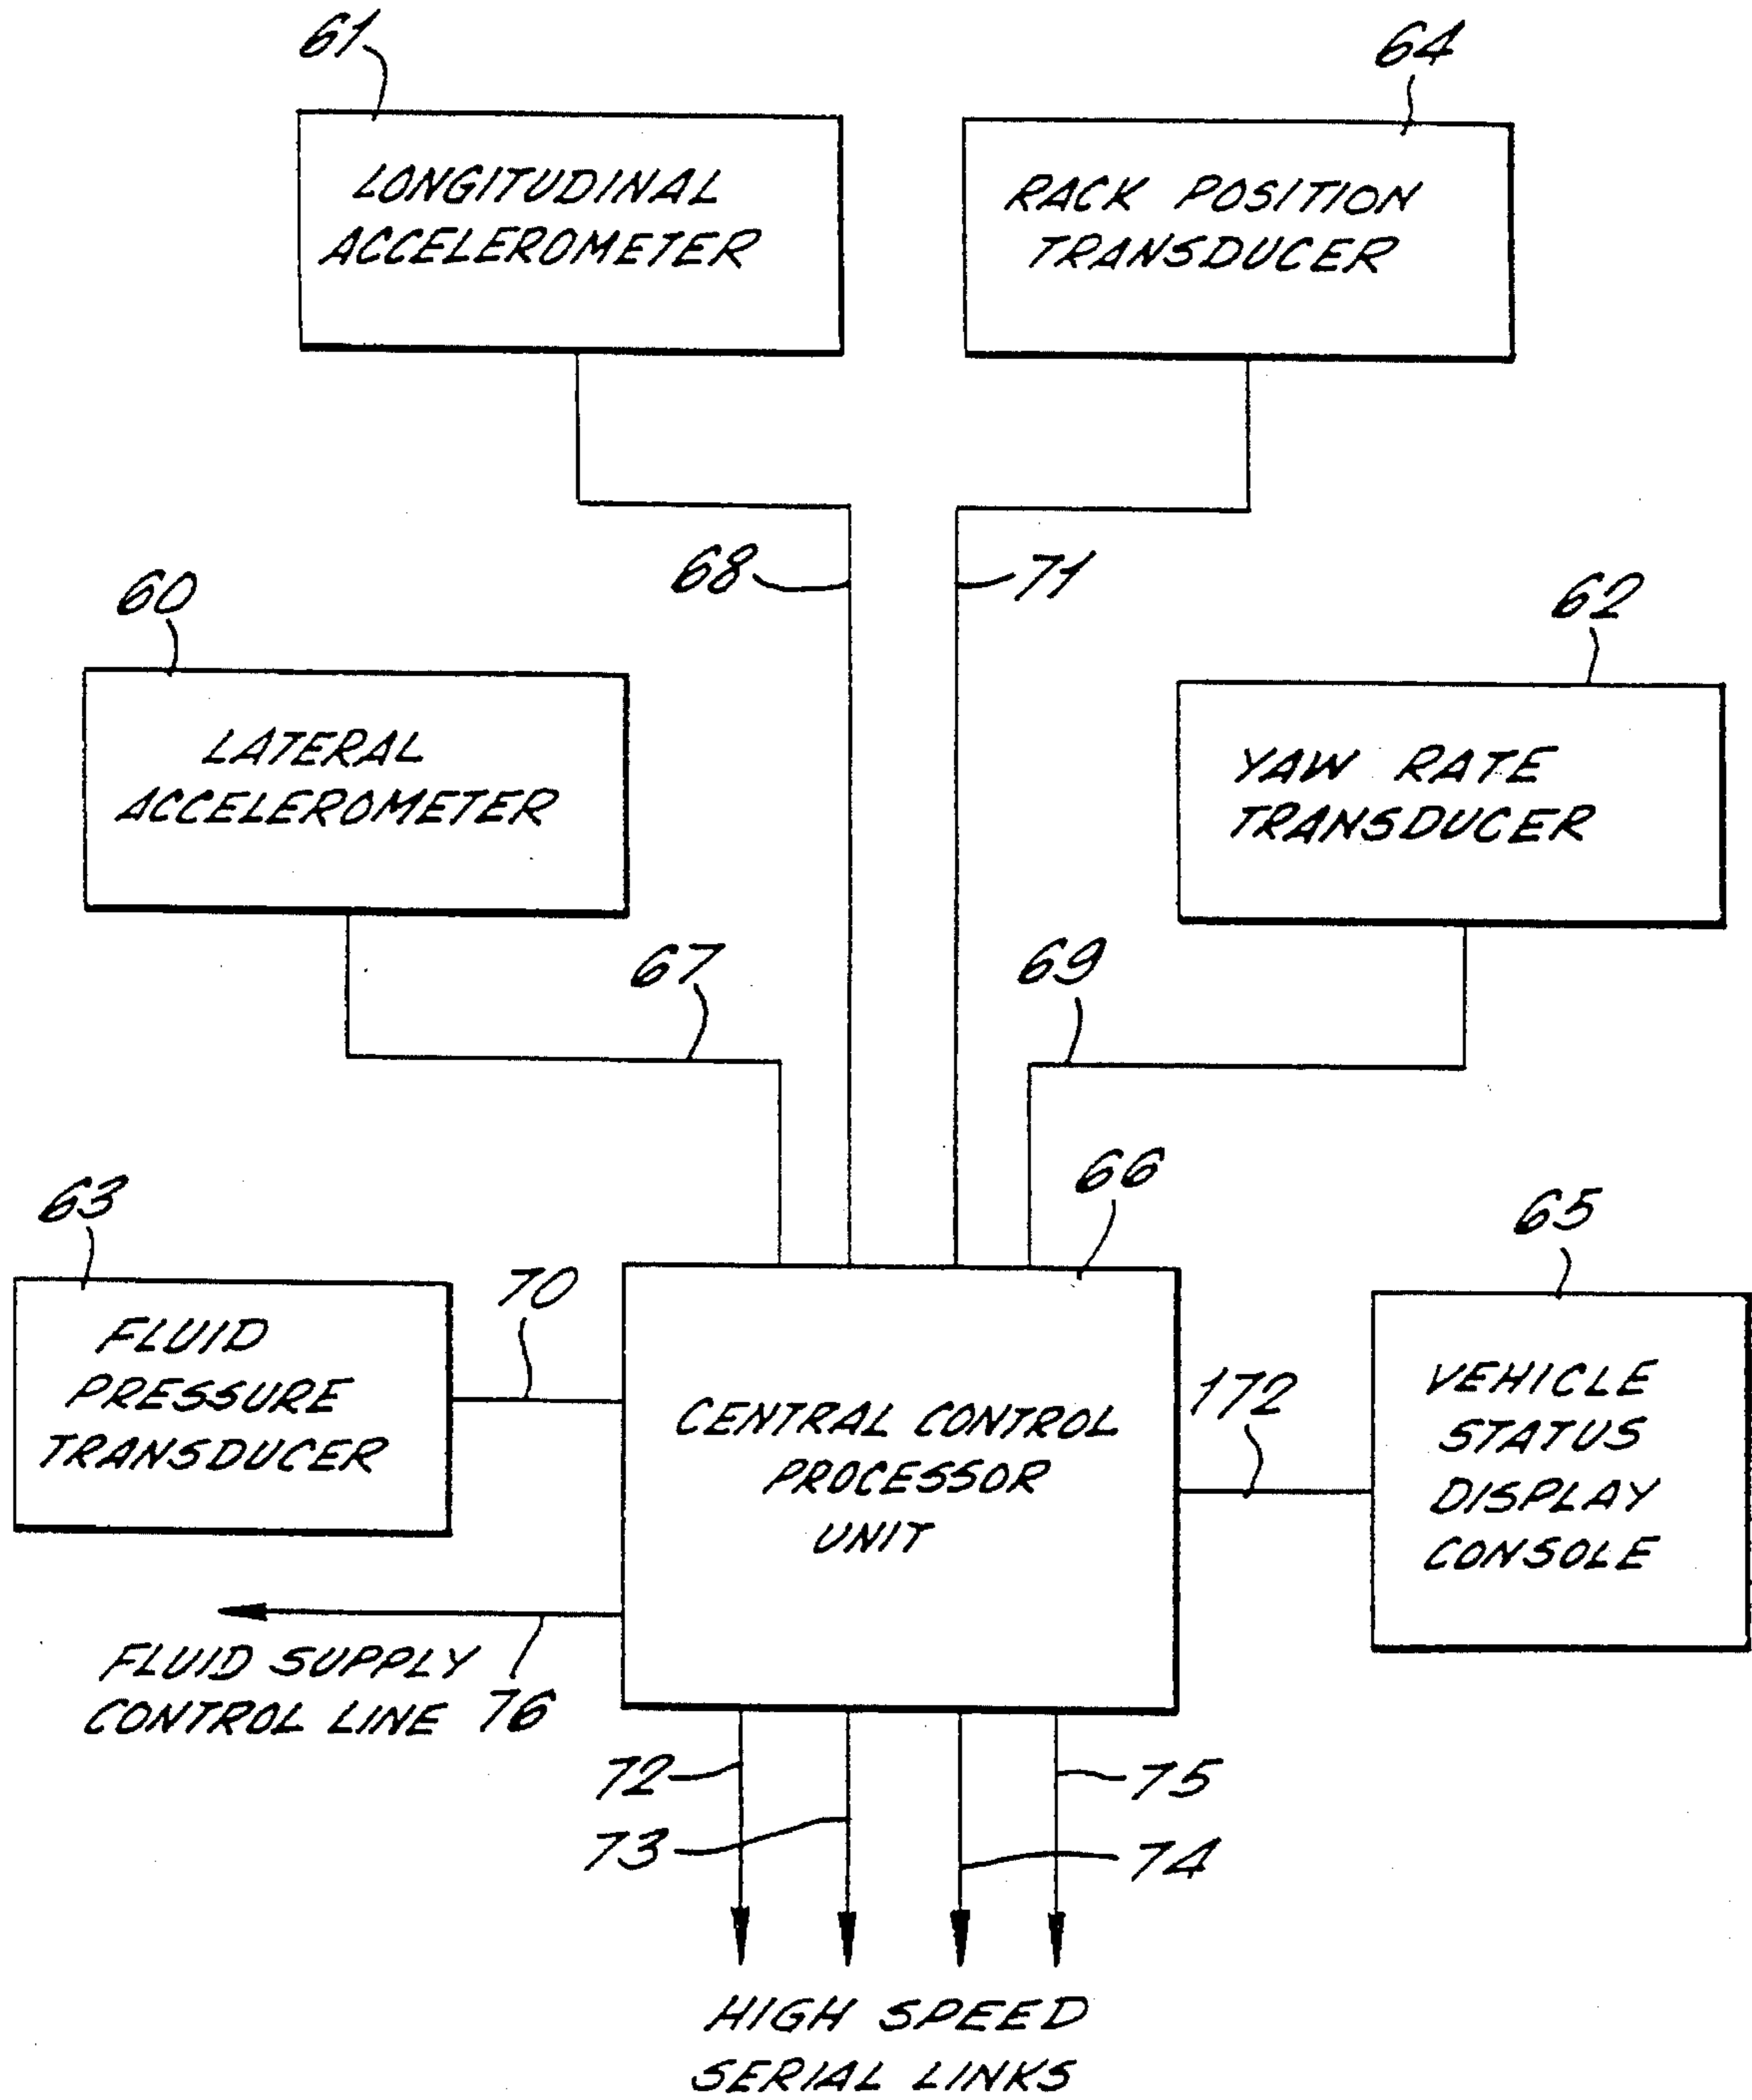 61
64
LONGITUDINAL
ACCELEROMETER
RACK POSITION
TRANSDUCER
68
71
60
62
LATERAL
ACCELEROMETER
YAW RATE
TRANSDUCER
67
69
66
63
65
70
FLUID
PRESSURE
TRANSDUCER
CENTRAL CONTROL
PROCESSOR
UNIT
172
VEHICLE
STATUS
DISPLAY
CONSOLE
FLUID SUPPLY
CONTROL LINE 76
72
75
73
74
HIGH SPEED
SERIAL LINKS